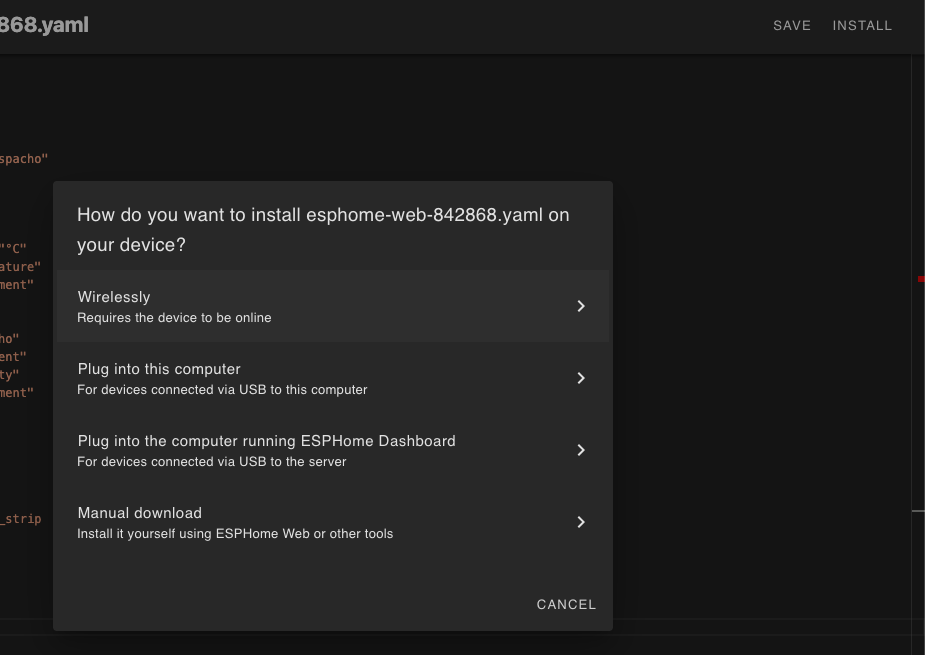 868.yaml
SAVE INSTALL
spacho"
How do you want to install esphome-web-842868.yaml on
your device?
"°C"
ature"
ment"
Wirelessly
Requires the device to be online
ho"
ent"
ty"
ment"
Plug into this computer
For devices connected via USB to this computer
Plug into the computer running ESPHome Dashboard
For devices connected via USB to the server
Manual download
Install it yourself using ESPHome Web or other tools
_strip
CANCEL